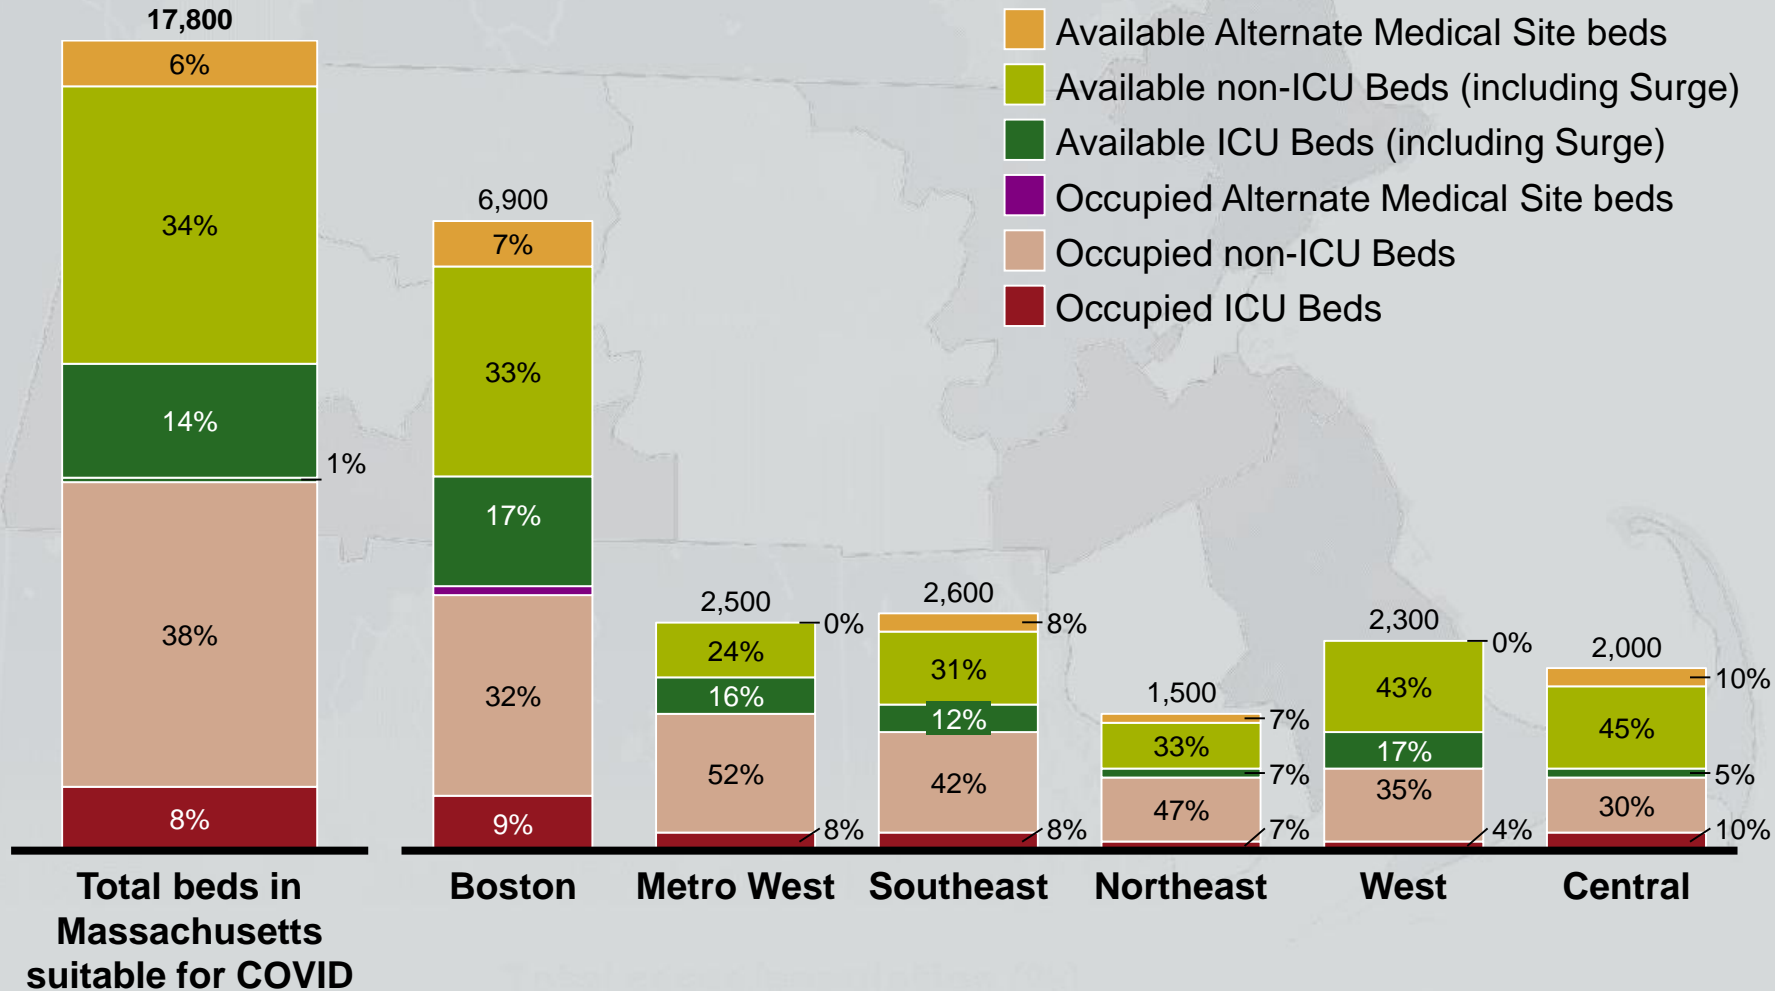 17,800
6%
34%
14%
1%
38%
8%
Total beds in
Massachusetts
suitable for COVID
6,900
7%
33%
17%
32%
9%
Boston
2,500
0%
24%
16%
52%
8%
Metro West
2,600
8%
31%
12%
42%
8%
Southeast
1,500
7%
33%
7%
47%
7%
Northeast
2,300
0%
43%
17%
35%
4%
West
2,000
10%
45%
5%
30%
10%
Central
Available Alternate Medical Site beds
Available non-ICU Beds (including Surge)
Available ICU Beds (including Surge)
Occupied Alternate Medical Site beds
Occupied non-ICU Beds
Occupied ICU Beds